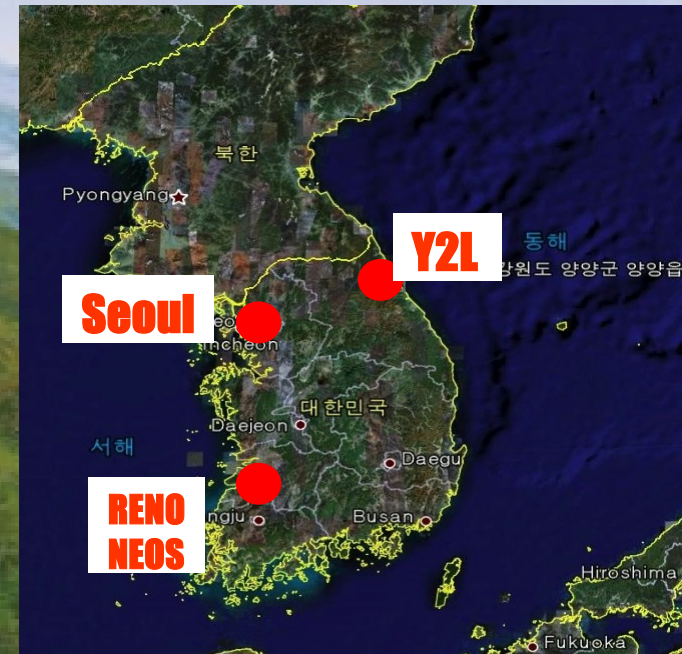 북한
Pyongyang
Y2L
동해
강원도 양양군 양양읍
Seoul
Incheon
대한민국
Daejeon
서해
Daegu
RENO
NEOS
Busan
Hiroshima
Fukuoka